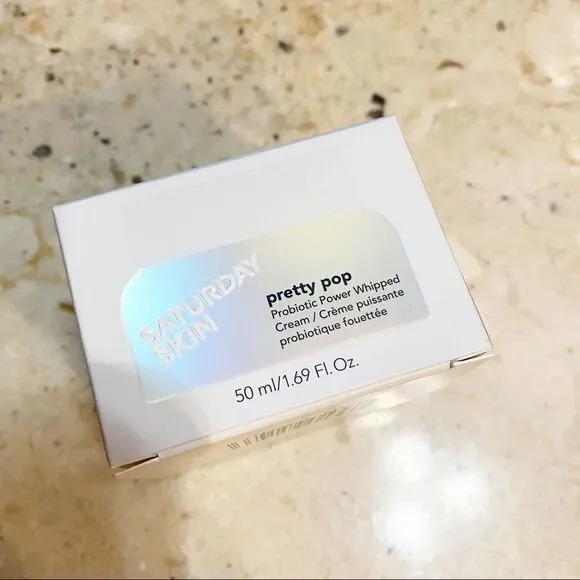 SATURDAY
SKIN
pretty pop
Probiotic Power Whipped
Cream / Crème puissante
probiotique fouettée
50 ml/1.69 Fl. Oz.